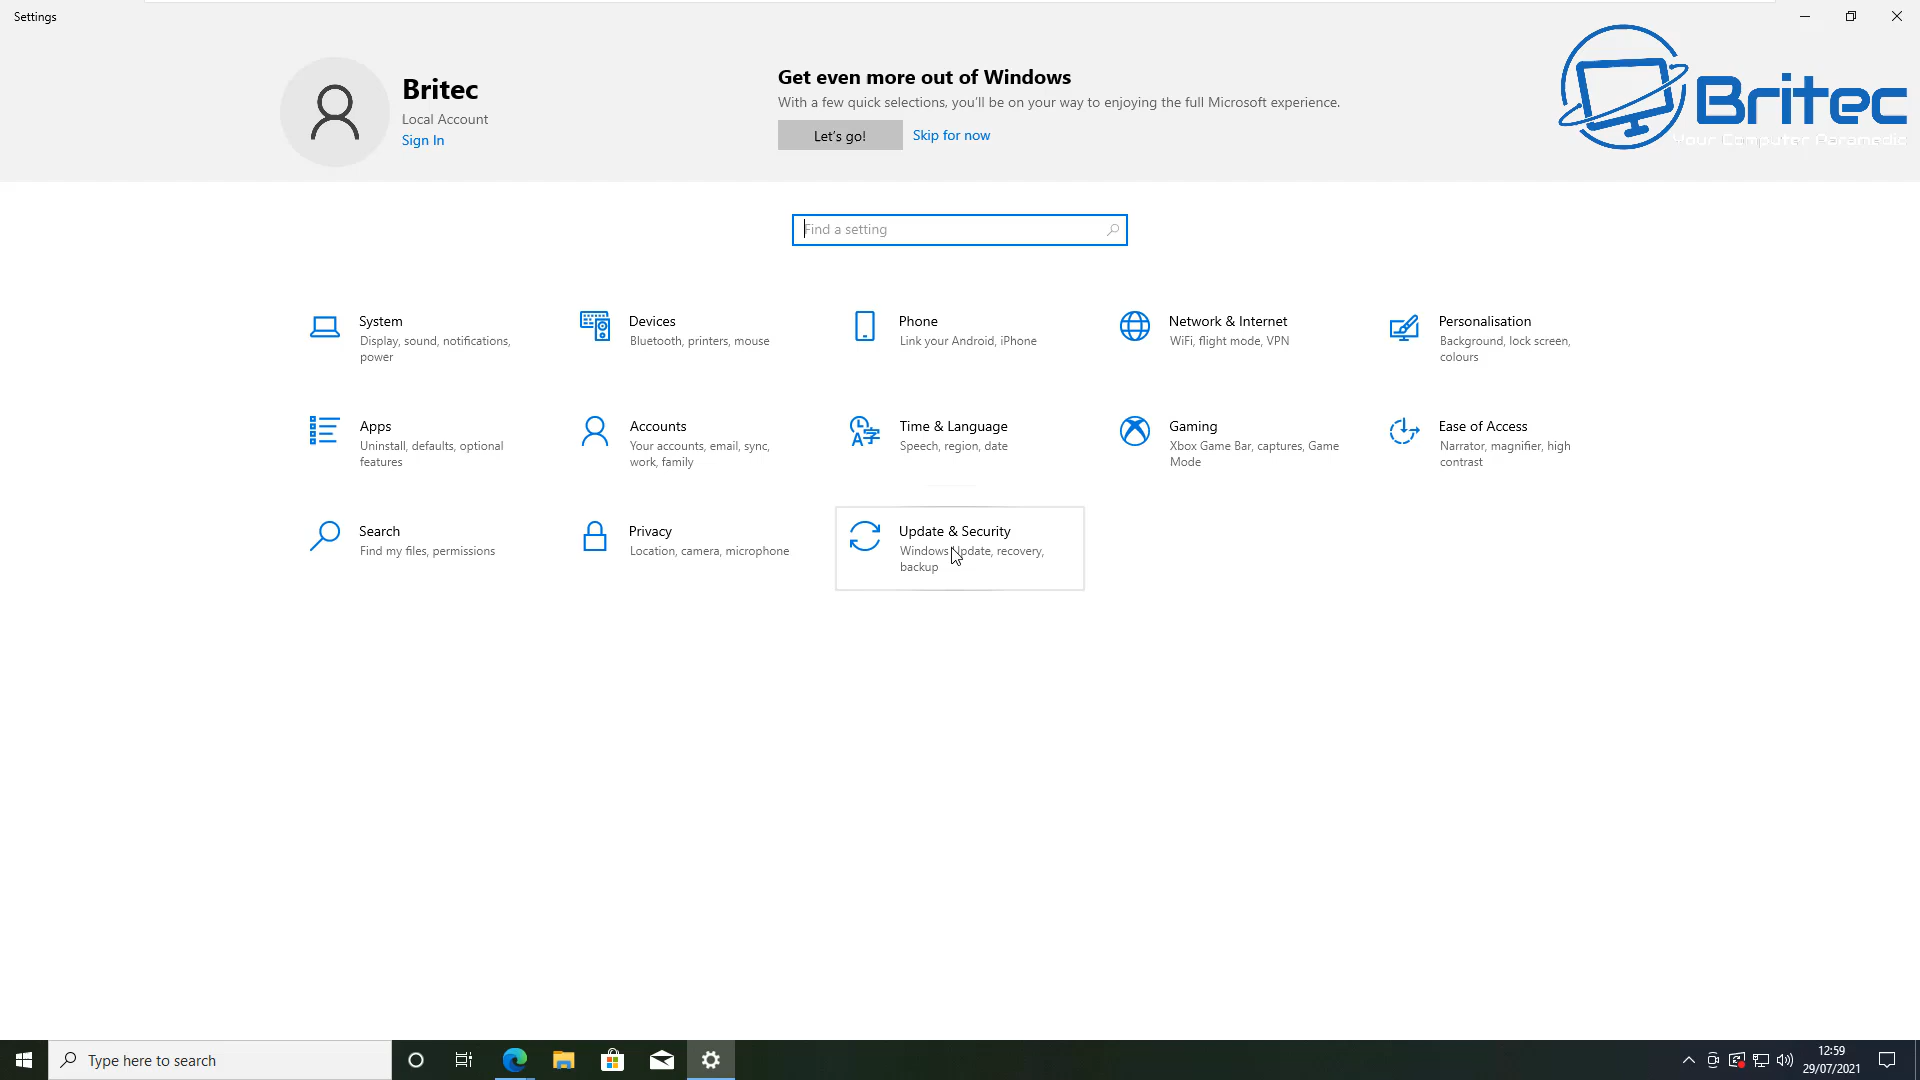 Settings
Britec
Local Account
Sign In
Get even more out of Windows
With a few quick selections, you'll be on your way to enjoying the full Microsoft experience.
Let's go!
Skip for now
Britec
Your Computer Paramedic
Find a setting
System
Display, sound, notifications,
power
Devices
Bluetooth, printers, mouse
Phone
Link your Android, iPhone
Network & Internet
WiFi, flight mode, VPN
Personalisation
Background, lock screen,
colours
Apps
Uninstall, defaults, optional
features
Accounts
Your accounts, email, sync,
work, family
Time & Language
Speech, region, date
Gaming
Xbox Game Bar, captures, Game
Mode
Ease of Access
Narrator, magnifier, high
contrast
Search
Find my files, permissions
Privacy
Location, camera, microphone
Update & Security
Windows Update, recovery,
backup
Type here to search
12:59
29/07/2021